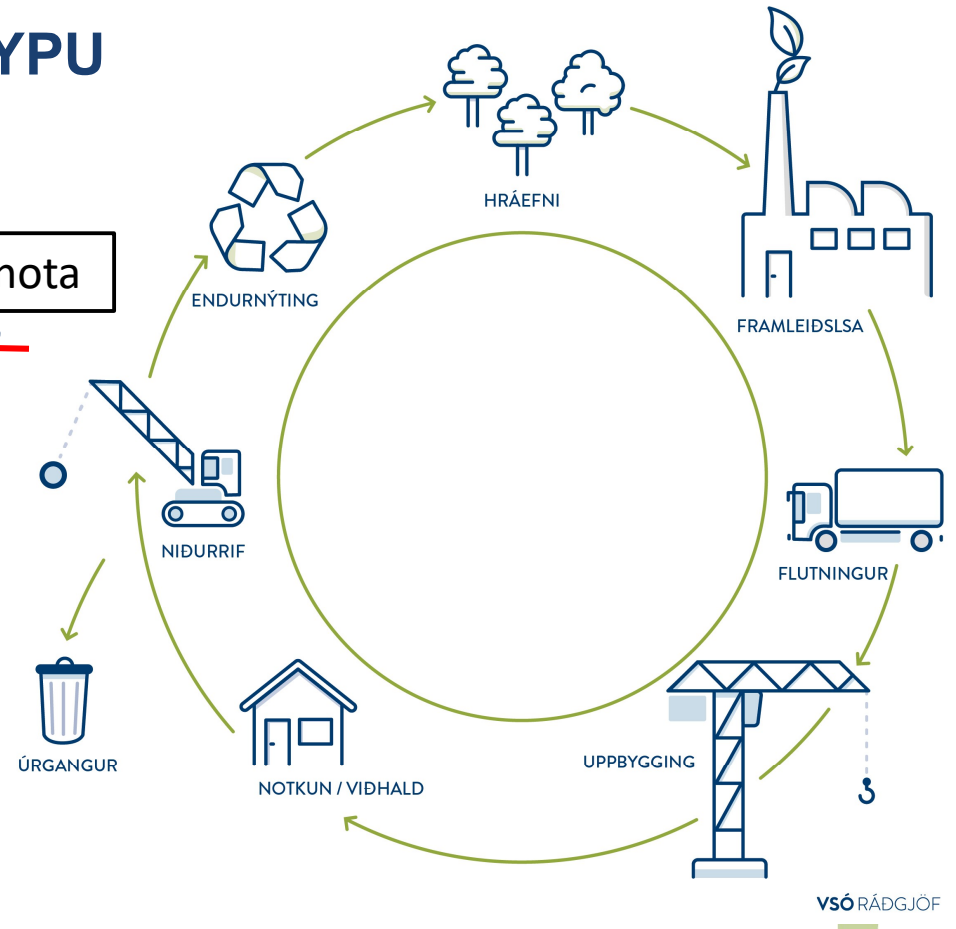 YPU
HRÁEFNI
nota
ENDURNÝTING
FRAMLEIÐSLSA
NIÐURRIF
FLUTNINGUR
UPPBYGGING
ÚRGANGUR
NOTKUN / VIÐHALD
VSÓ RÁÐGJÖF